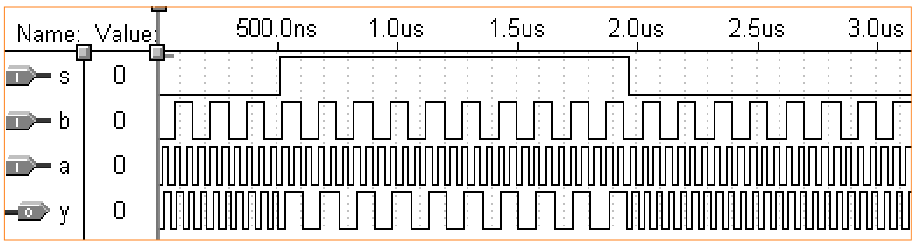 Name: Value: 500.0ns 1.0us 1.5us 2.0us 2.5us 3.0us
I s 0
I b 0
I a 0
O y 0